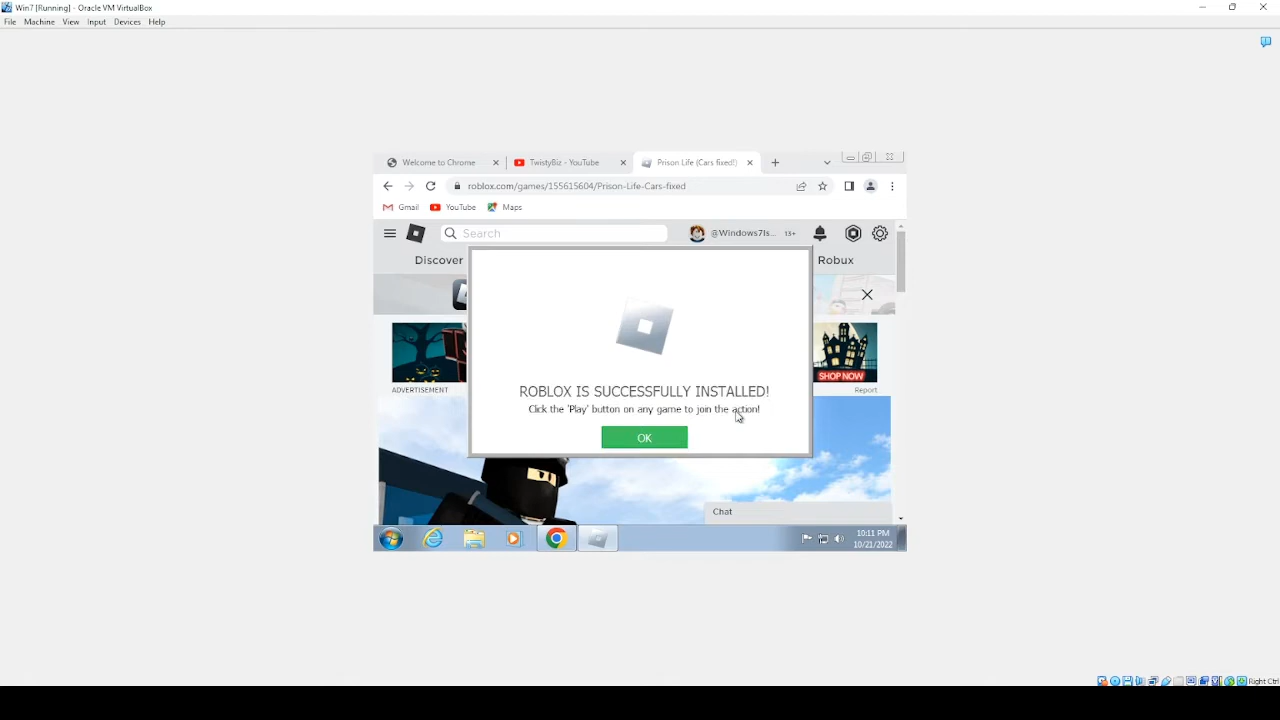 Win7 [Running] - Oracle VM VirtualBox
File Machine View Input Devices Help
Welcome to Chrome
TwistyBiz - YouTube
Prison Life (Cars fixed!)
roblox.com/games/155615604/Prison-Life-Cars-fixed
Gmail
YouTube
Maps
Search
@Windows7Is... 13+
Discover
Robux
ROBLOX IS SUCCESSFULLY INSTALLED!
Click the 'Play' button on any game to join the action!
OK
SHOP NOW
ADVERTISEMENT
Report
Chat
10:11 PM
10/21/2022
Right Ctrl